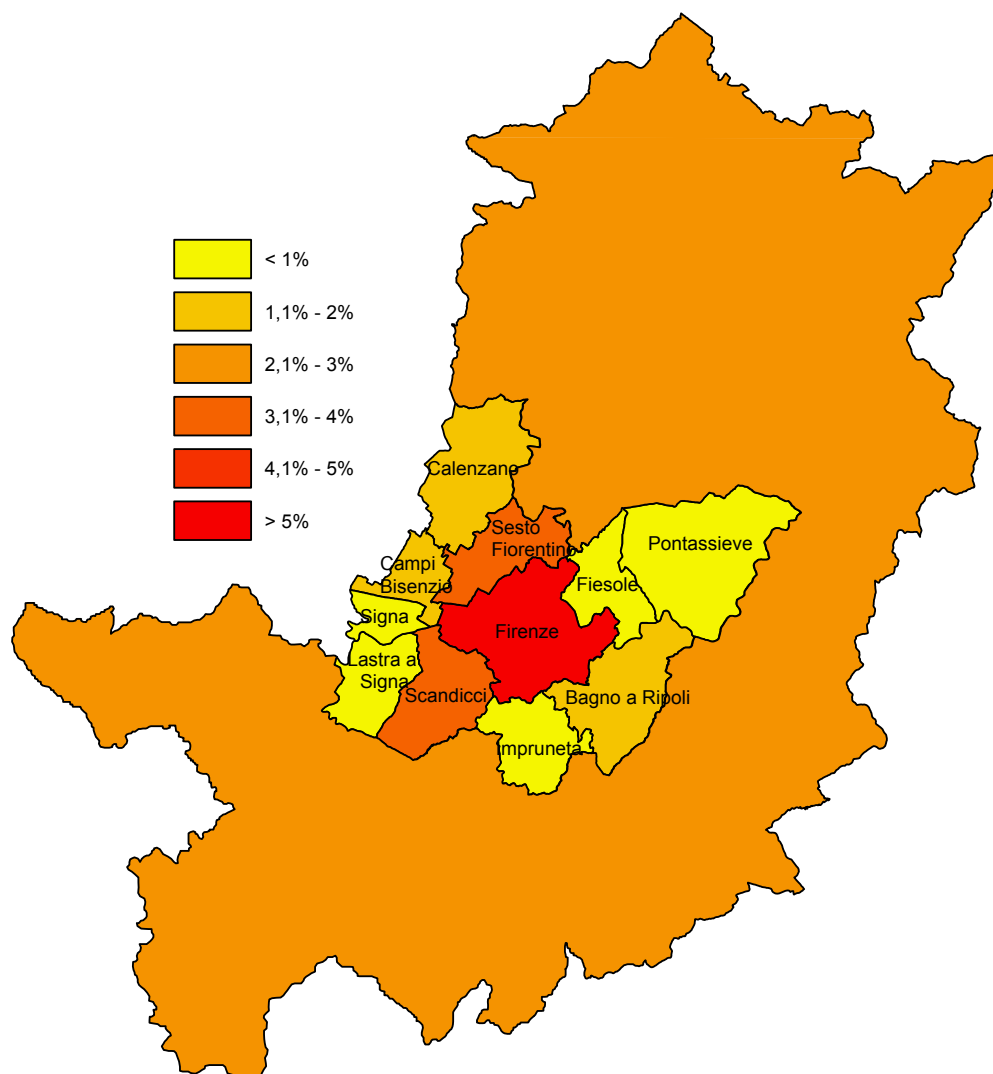 < 1%
1,1% - 2%
2,1% - 3%
3,1% - 4%
4,1% - 5%
> 5%
Calenzano
Sesto
Fiorentino
Campi
Bisenzio
Pontassieve
Fiesole
Signa
Firenze
Lastra a
Signa
Scandicci
Bagno a Ripoli
Impruneta